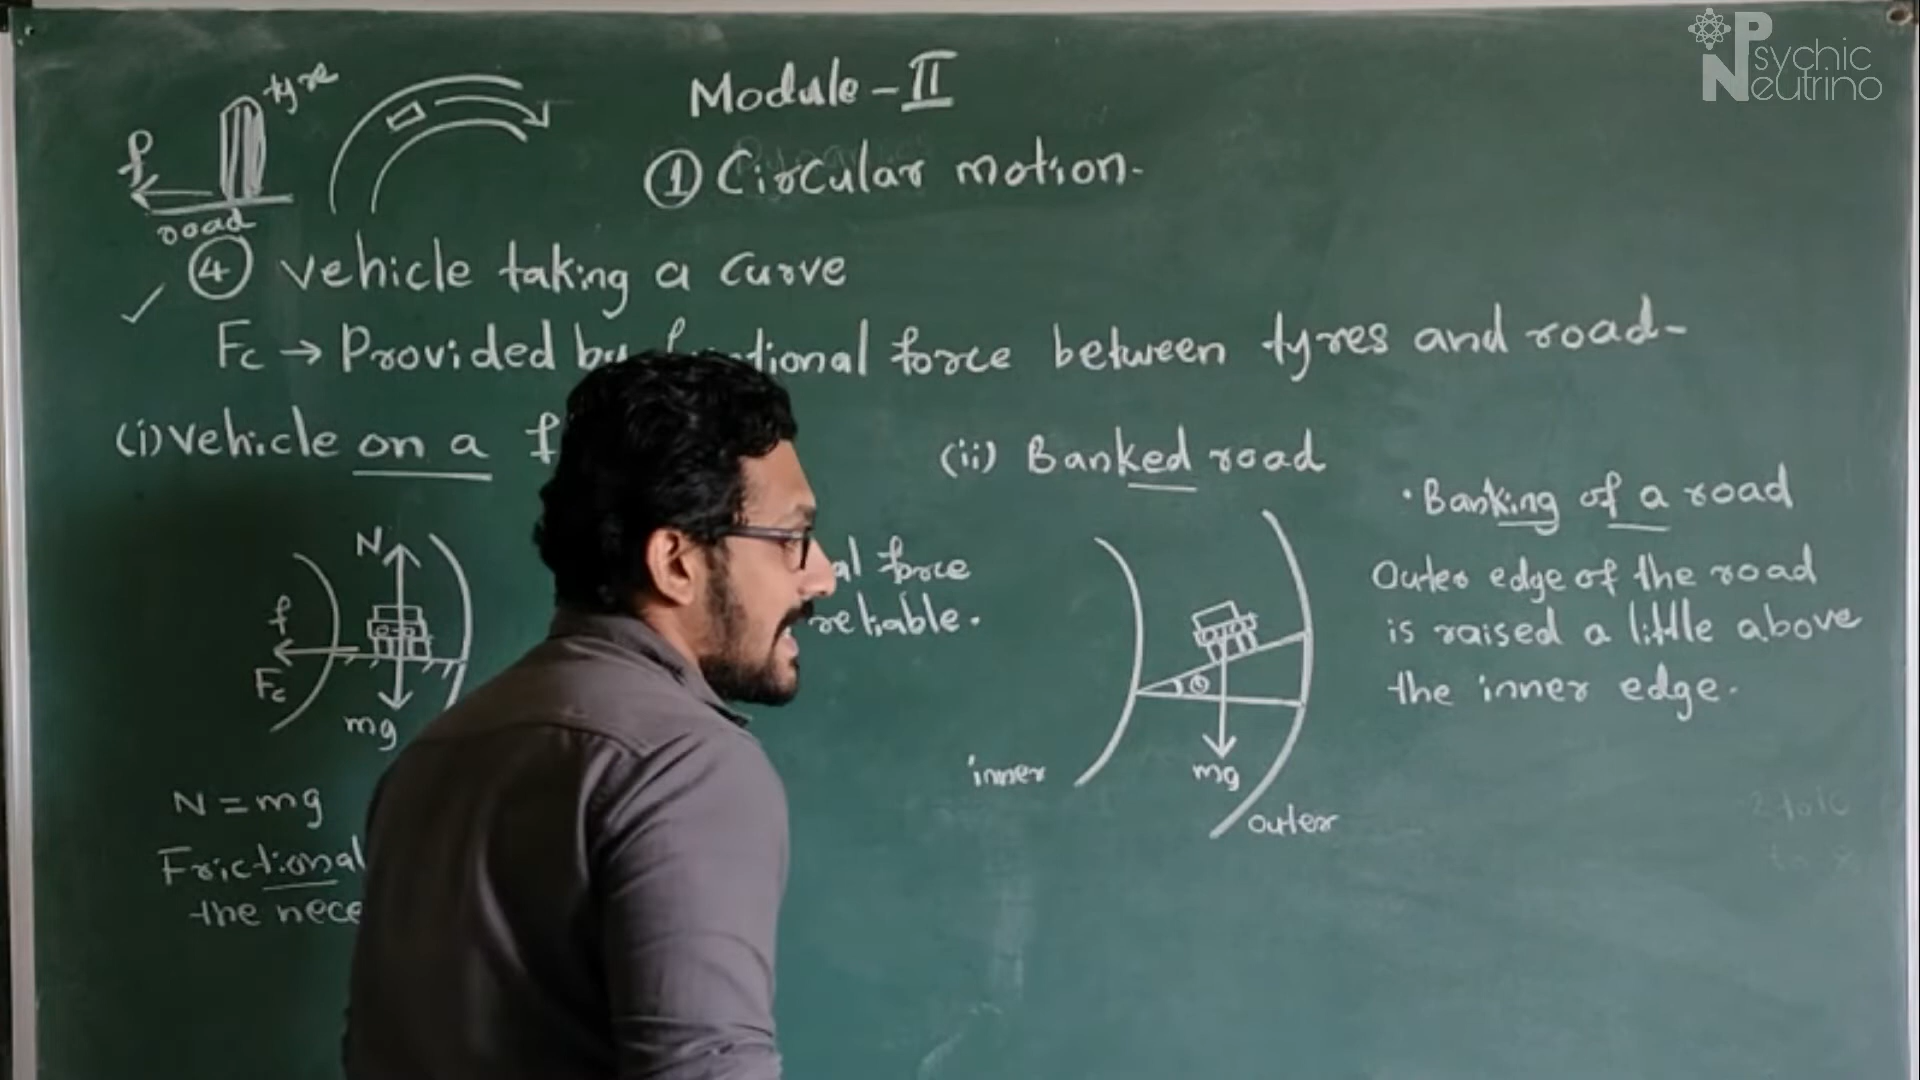 Psychic
Neutrino
tyre
Module - II
f
① Circular motion.
road
④ vehicle taking a curve
Fc → Provided by frictional force between tyres and road-
(i) vehicle on a
(ii) Banked road
• Banking of a road
N
f
Fc
mg
force
reliable.
Outer edge of the road
is raised a little above
the inner edge.
Θ
mg
inner
outer
N = mg
Frictional
the